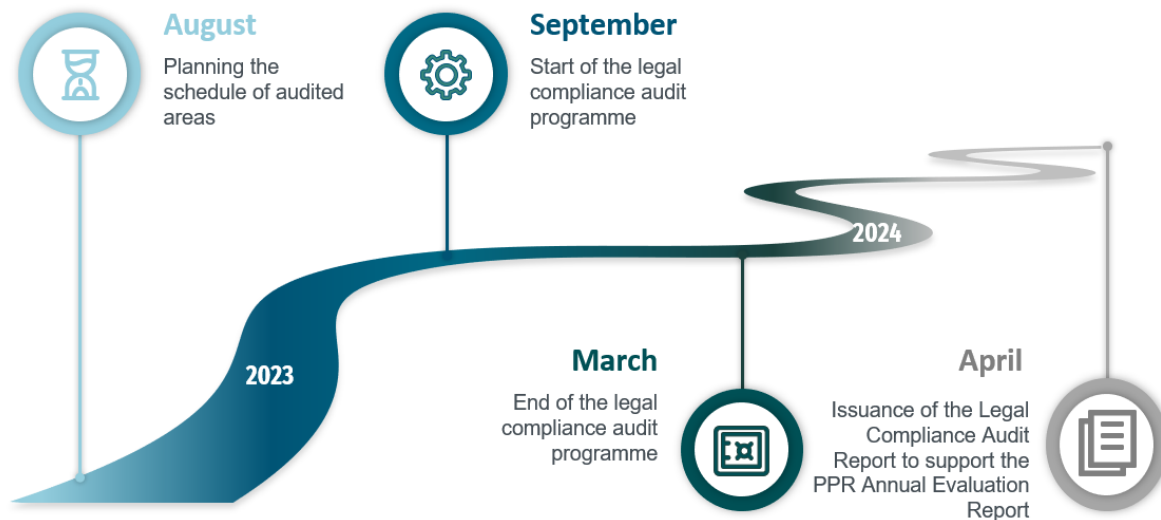 August
Planning the
schedule of audited
areas
September
Start of the legal
compliance audit
programme
2023
2024
March
End of the legal
compliance audit
programme
April
Issuance of the Legal
Compliance Audit
Report to support the
PPR Annual Evaluation
Report